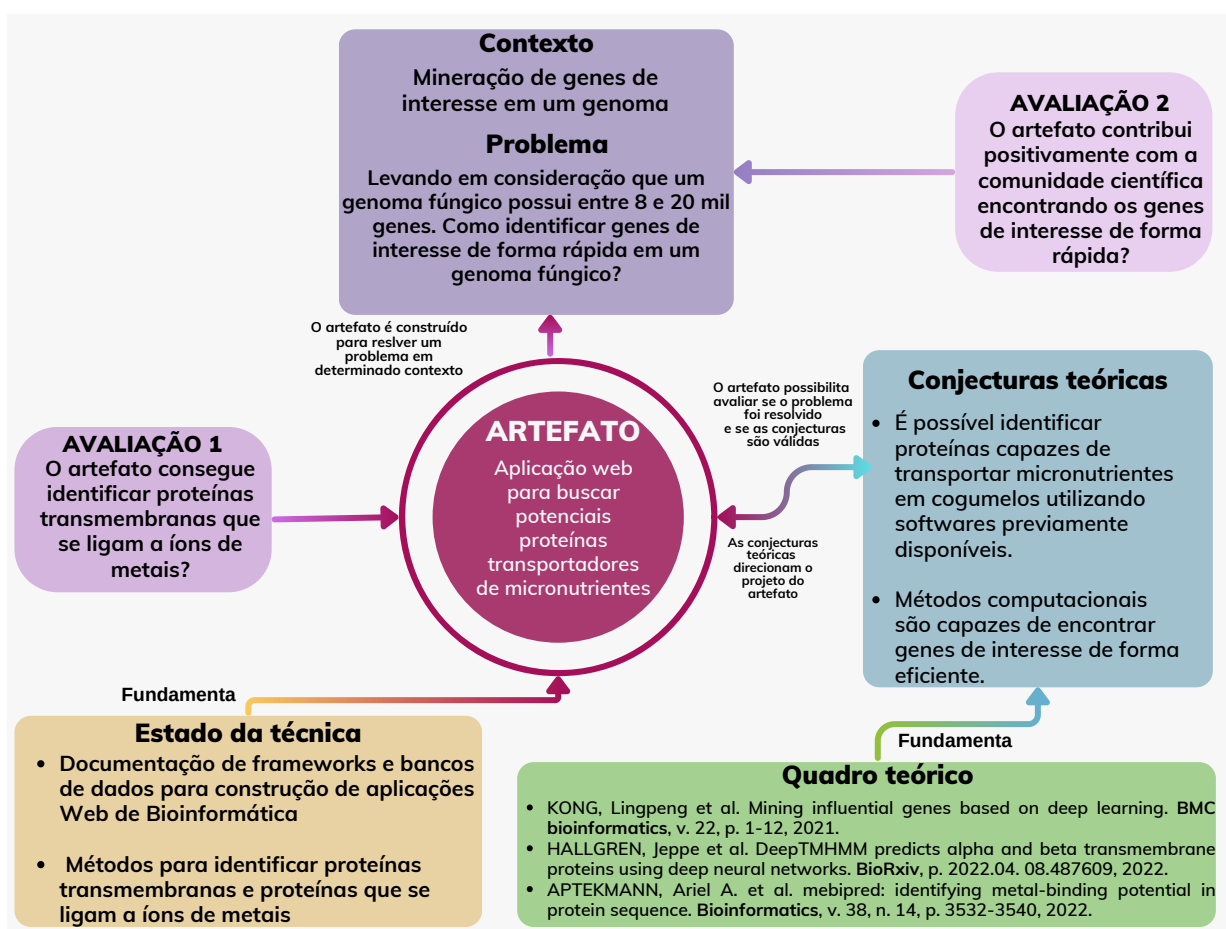 Contexto
Mineração de genes de
interesse em um genoma
Problema
Levando em consideração que um
genoma fúngico possui entre 8 e 20 mil
genes. Como identificar genes de
interesse de forma rápida em um
genoma fúngico?
AVALIAÇÃO 2
O artefato contribui
positivamente com a
comunidade científica
encontrando os genes
de interesse de forma
rápida?
O artefato é construído
para reslver um
problema em
determinado contexto
AVALIAÇÃO 1
O artefato consegue
identificar proteínas
transmembranas que
se ligam a íons de
metais?
ARTEFATO
Aplicação web
para buscar
potenciais
proteínas
transportadores
de micronutrientes
O artefato possibilita
avaliar se o problema
foi resolvido
e se as conjecturas
são válidas
As conjecturas
teóricas
direcionam o
projeto do
artefato
Conjecturas teóricas
• É possível identificar
proteínas capazes de
transportar micronutrientes
em cogumelos utilizando
softwares previamente
disponíveis.
• Métodos computacionais
são capazes de encontrar
genes de interesse de forma
eficiente.
Fundamenta
Estado da técnica
• Documentação de frameworks e bancos
de dados para construção de aplicações
Web de Bioinformática
• Métodos para identificar proteínas
transmembranas e proteínas que se
ligam a íons de metais
Fundamenta
Quadro teórico
• KONG, Lingpeng et al. Mining influential genes based on deep learning. BMC
bioinformatics, v. 22, p. 1-12, 2021.
• HALLGREN, Jeppe et al. DeepTMHMM predicts alpha and beta transmembrane
proteins using deep neural networks. BioRxiv, p. 2022.04. 08.487609, 2022.
• APTEKMANN, Ariel A. et al. mebipred: identifying metal-binding potential in
protein sequence. Bioinformatics, v. 38, n. 14, p. 3532-3540, 2022.